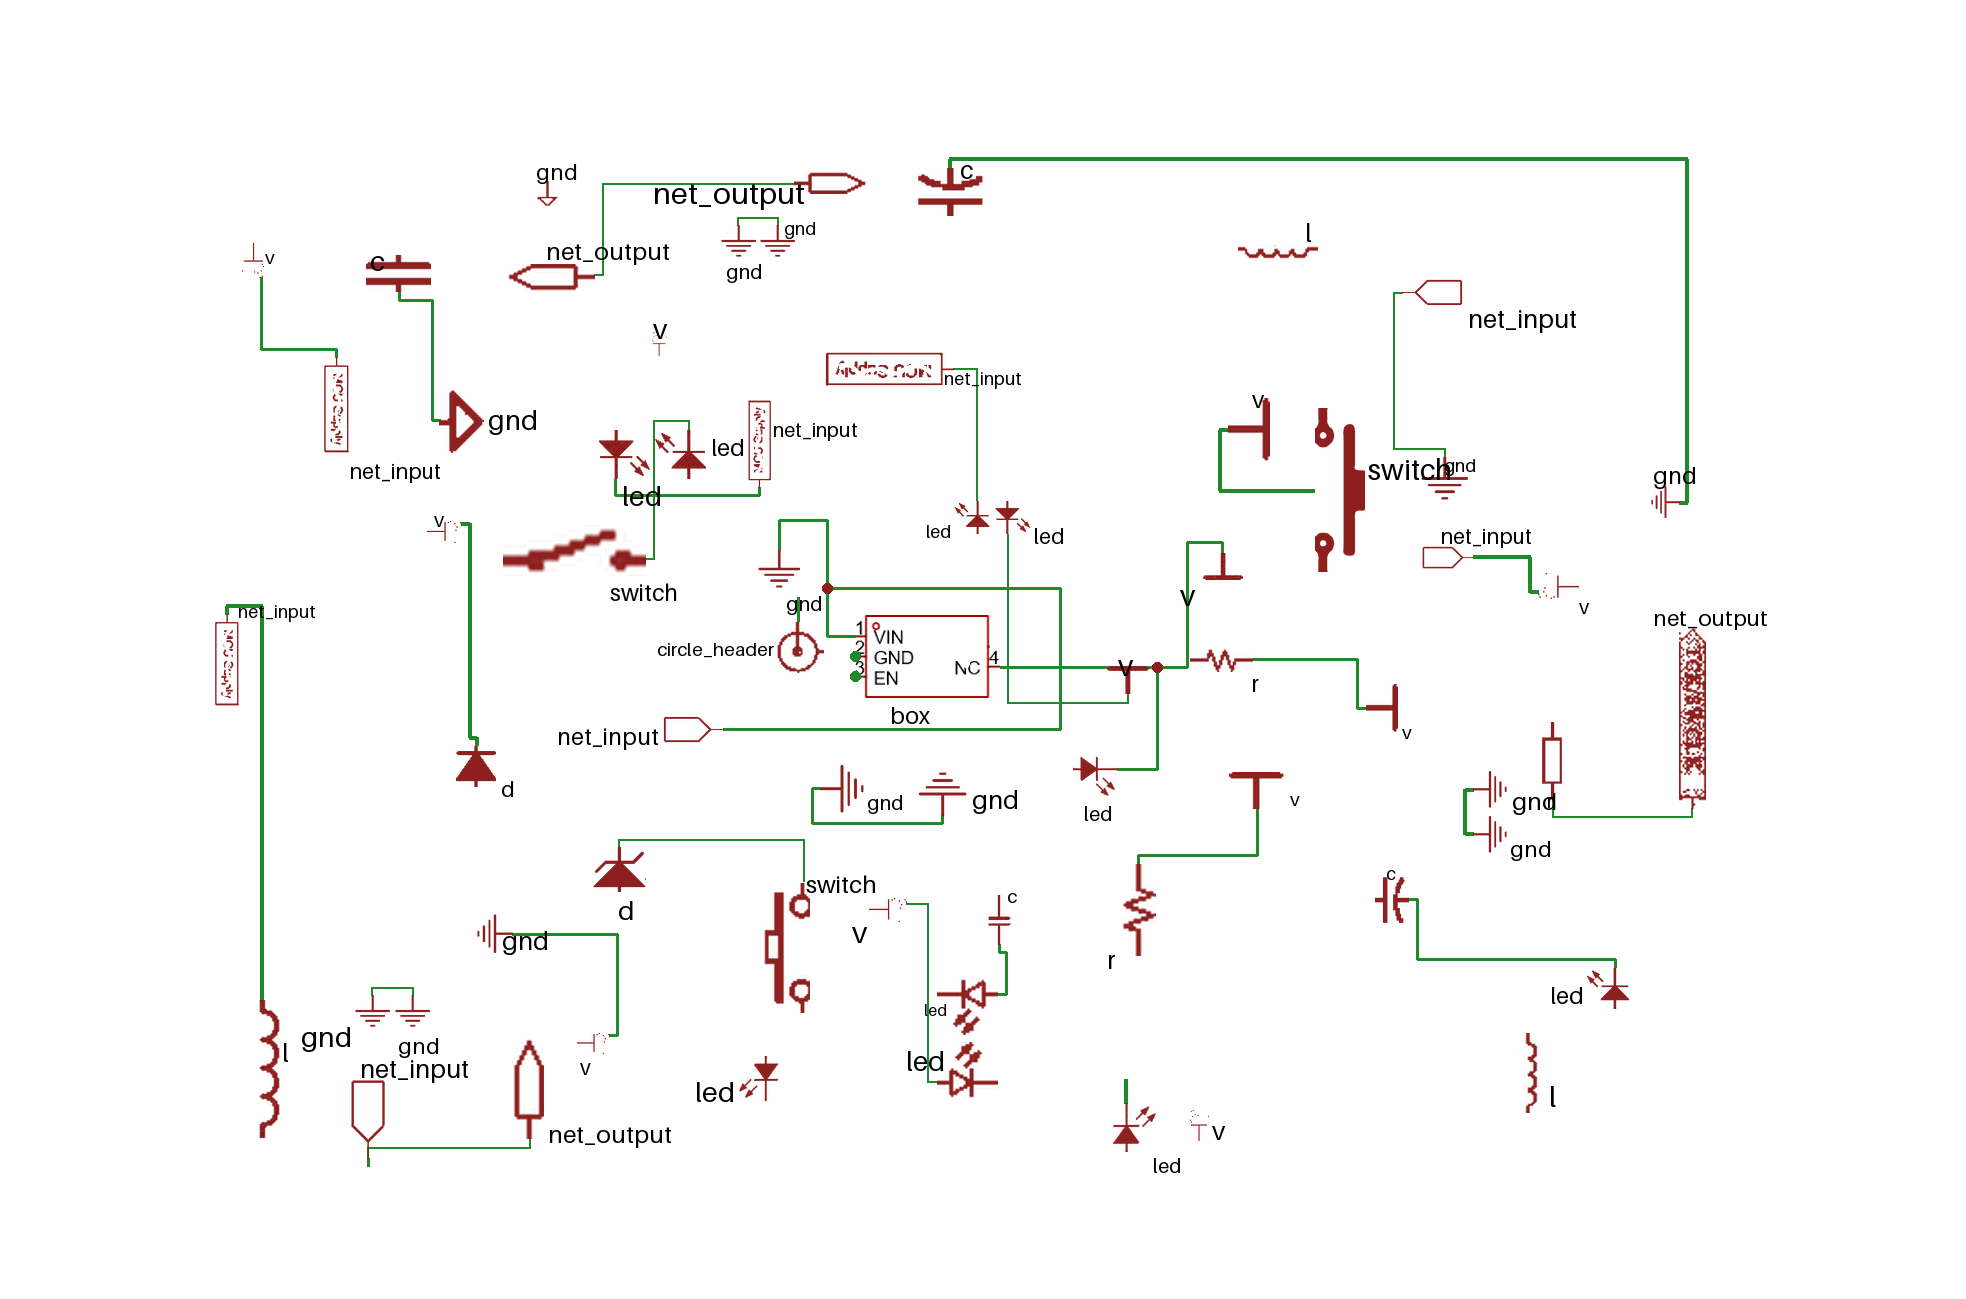 gnd
c
net_output
gnd
l
net_output
v
c
gnd
net_input
v
net_input
v
gnd
led
net_input
net_input
switch
gnd
gnd
led
v
led
led
net_input
switch
gnd
v
v
net_input
net_output
circle_header
1
VIN
2
GND
3
EN
NC
4
v
r
box
net_input
v
d
gnd
gnd
led
v
gnd
gnd
switch
c
c
d
v
gnd
r
led
led
gnd
l
gnd
net_input
v
led
led
l
net_output
v
led